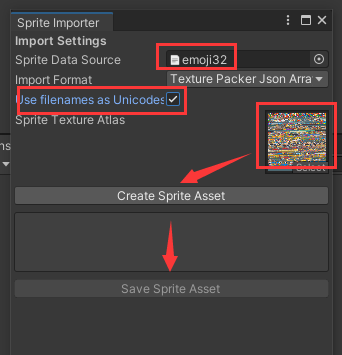 Sprite Importer
Import Settings
Sprite Data Source emoji32
Import Format Texture Packer Json Arra
Use filenames as Unicodes
Sprite Texture Atlas
Select
Create Sprite Asset
Save Sprite Asset